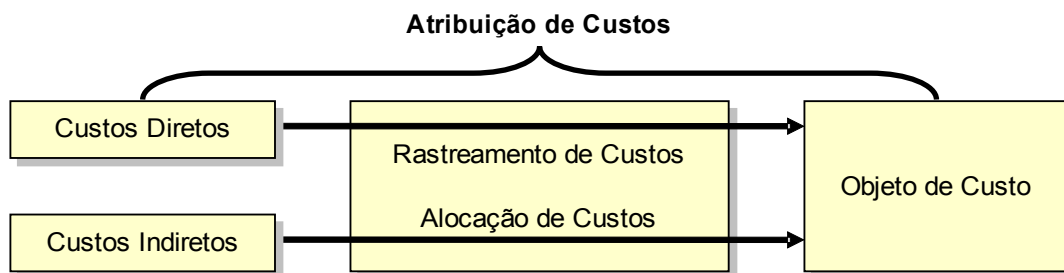 Atribuição de Custos
Custos Diretos
Rastreamento de Custos
Objeto de Custo
Alocação de Custos
Custos Indiretos